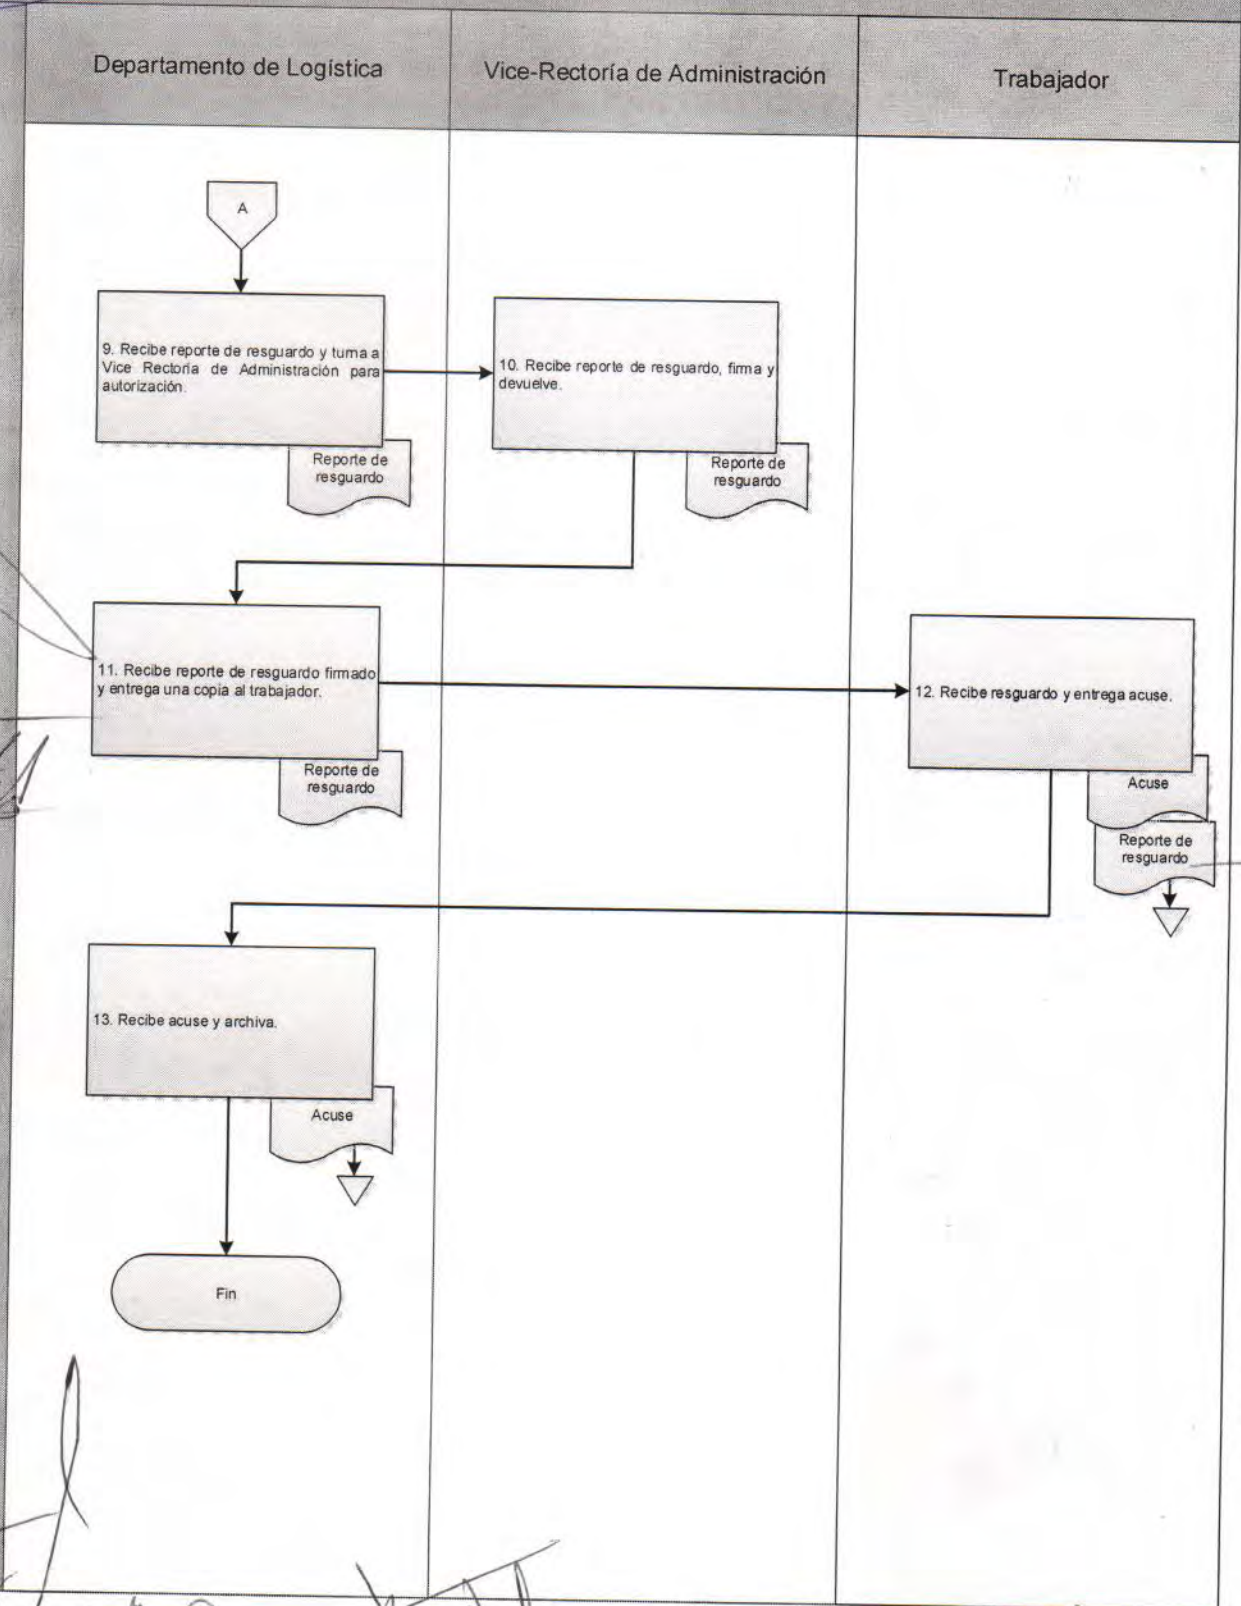 Departamento de Logística
Vice-Rectoría de Administración
Trabajador
A
9. Recibe reporte de resguardo y turna a
Vice Rectoría de Administración para
autorización.
Reporte de
resguardo
10. Recibe reporte de resguardo, firma y
devuelve.
Reporte de
resguardo
11. Recibe reporte de resguardo firmado
y entrega una copia al trabajador.
Reporte de
resguardo
12. Recibe resguardo y entrega acuse.
Acuse
Reporte de
resguardo
13. Recibe acuse y archiva.
Acuse
Fin